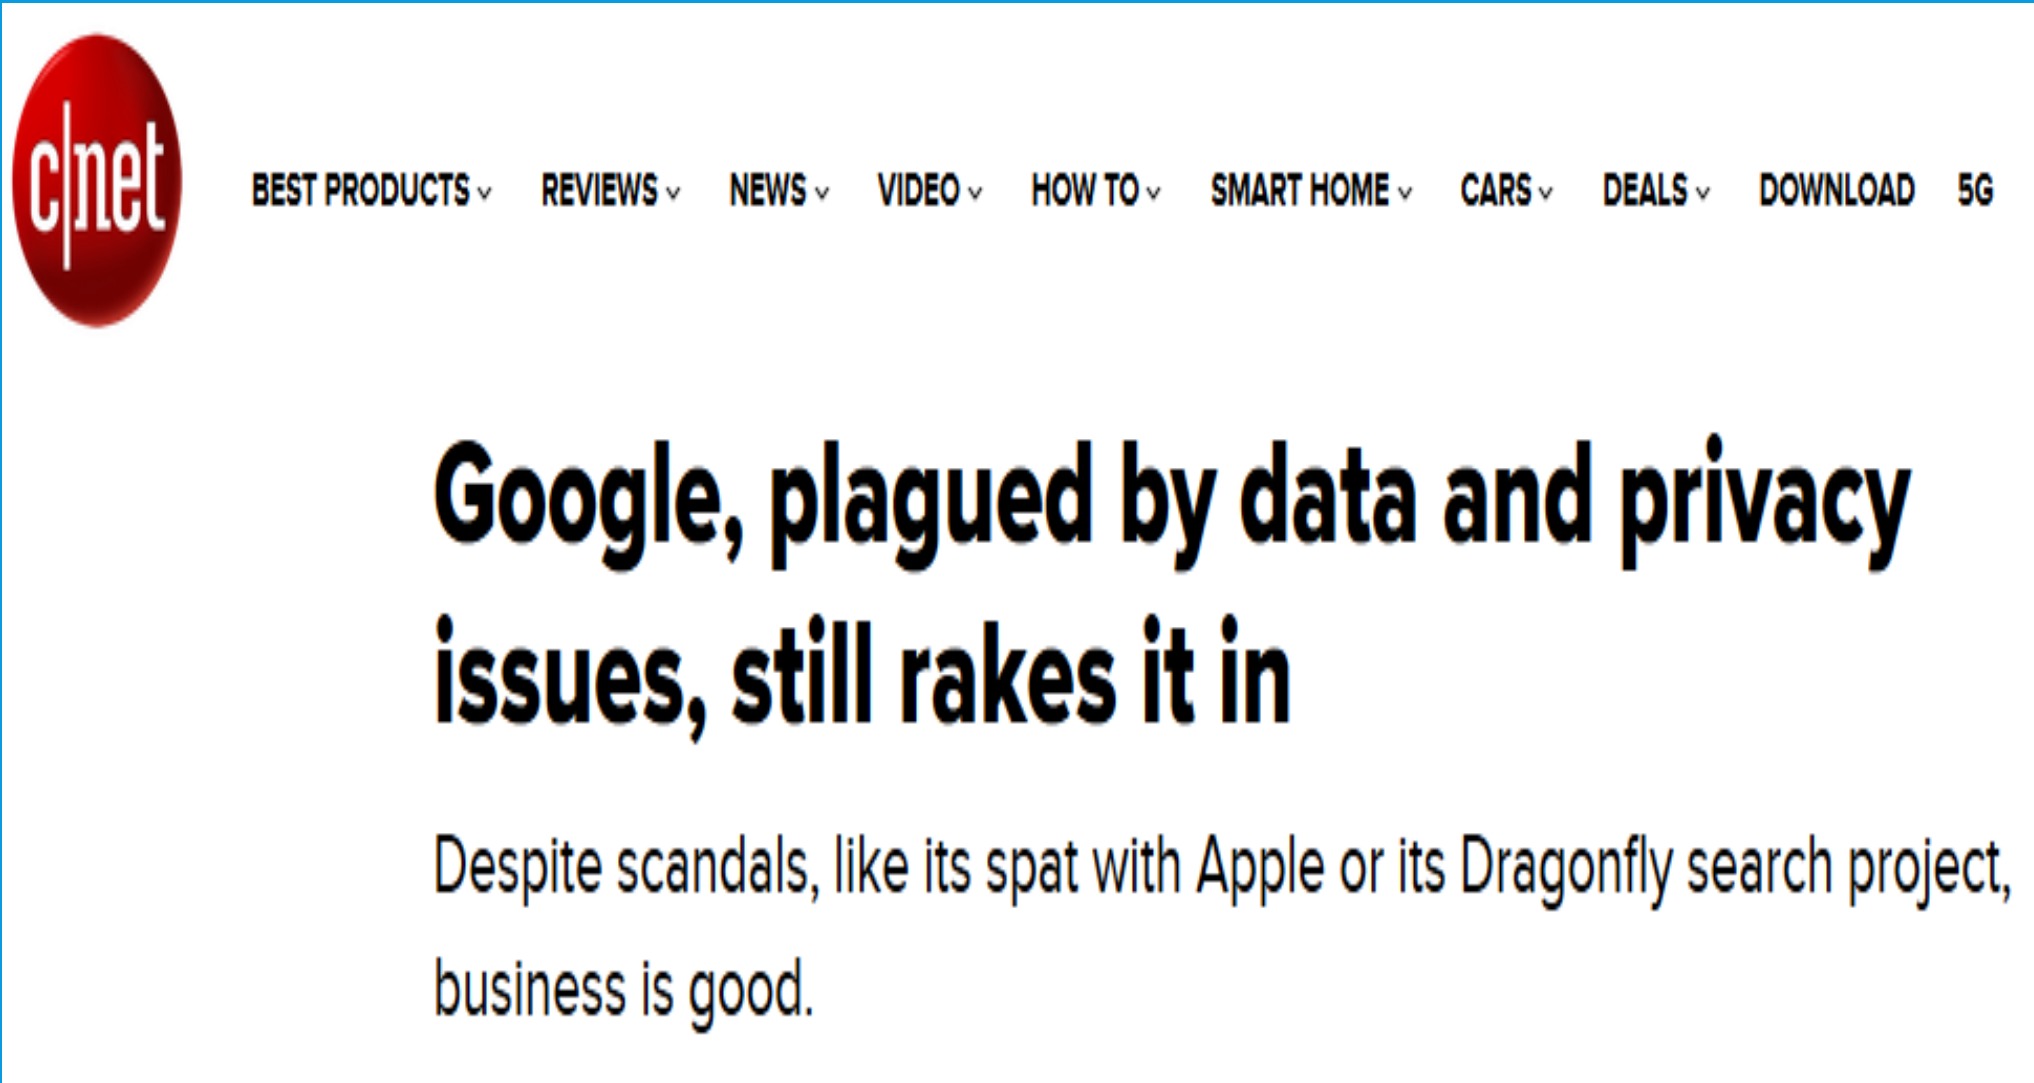 c|net
BEST PRODUCTS REVIEWS NEWS VIDEO HOW TO SMART HOME CARS DEALS DOWNLOAD 5G
Google, plagued by data and privacy
issues, still rakes it in
Despite scandals, like its spat with Apple or its Dragonfly search project,
business is good.